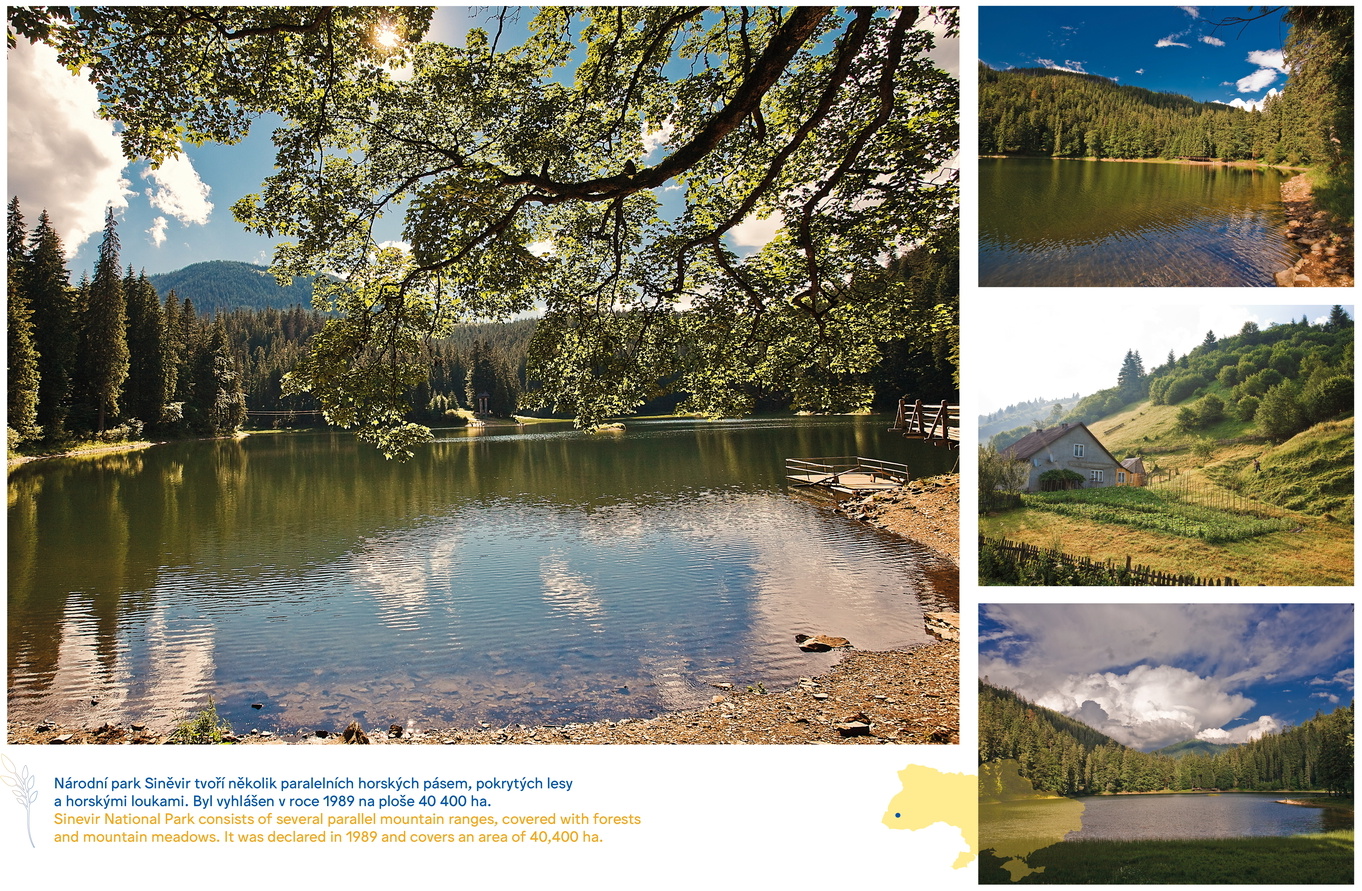 Národní park Siněvir tvoří několik paralelních horských pásem, pokrytých lesy
a horskými loukami. Byl vyhlášen v roce 1989 na ploše 40 400 ha.
Sinevir National Park consists of several parallel mountain ranges, covered with forests
and mountain meadows. It was declared in 1989 and covers an area of 40,400 ha.